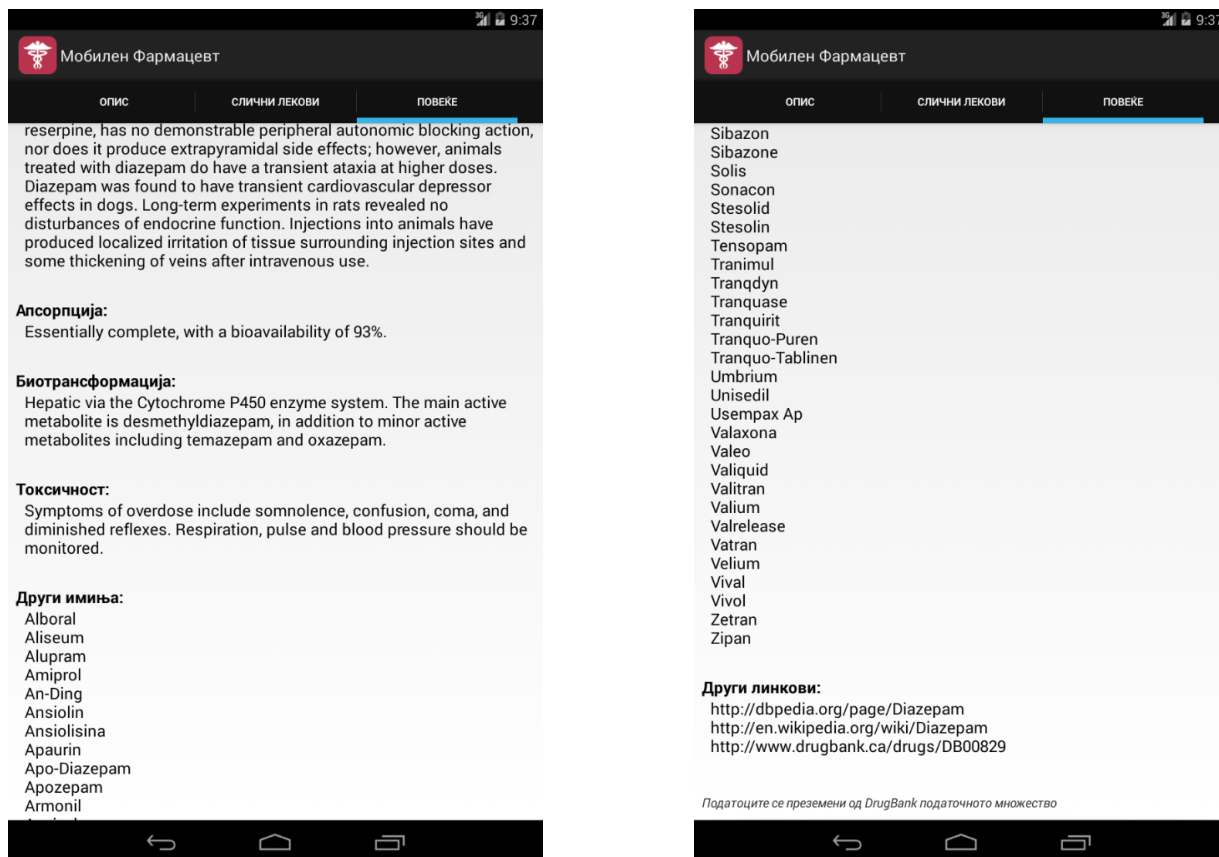 3G 9:37
Мобилен Фармацевт
ОПИС СЛИЧНИ ЛЕКОВИ ПОВЕЌЕ
reserpine, has no demonstrable peripheral autonomic blocking action,
nor does it produce extrapyramidal side effects; however, animals
treated with diazepam do have a transient ataxia at higher doses.
Diazepam was found to have transient cardiovascular depressor
effects in dogs. Long-term experiments in rats revealed no
disturbances of endocrine function. Injections into animals have
produced localized irritation of tissue surrounding injection sites and
some thickening of veins after intravenous use.
Апсорпција:
Essentially complete, with a bioavailability of 93%.
Биотрансформација:
Hepatic via the Cytochrome P450 enzyme system. The main active
metabolite is desmethyldiazepam, in addition to minor active
metabolites including temazepam and oxazepam.
Токсичност:
Symptoms of overdose include somnolence, confusion, coma, and
diminished reflexes. Respiration, pulse and blood pressure should be
monitored.
Други имиња:
Alboral
Aliseum
Alupram
Amiprol
An-Ding
Ansiolin
Ansiolisina
Apaurin
Apo-Diazepam
Apozepam
Armonil
3G 9:37
Мобилен Фармацевт
ОПИС СЛИЧНИ ЛЕКОВИ ПОВЕЌЕ
Sibazon
Sibazone
Solis
Sonacon
Stesolid
Stesolin
Tensopam
Tranimul
Tranqdyn
Tranquase
Tranquirit
Tranquo-Puren
Tranquo-Tablinen
Umbrium
Unisedil
Usempax Ap
Valaxona
Valeo
Valiquid
Valitran
Valium
Valrelease
Vatran
Velium
Vival
Vivol
Zetran
Zipan
Други линкови:
http://dbpedia.org/page/Diazepam
http://en.wikipedia.org/wiki/Diazepam
http://www.drugbank.ca/drugs/DB00829
Податоците се преземени од DrugBank податочното множество